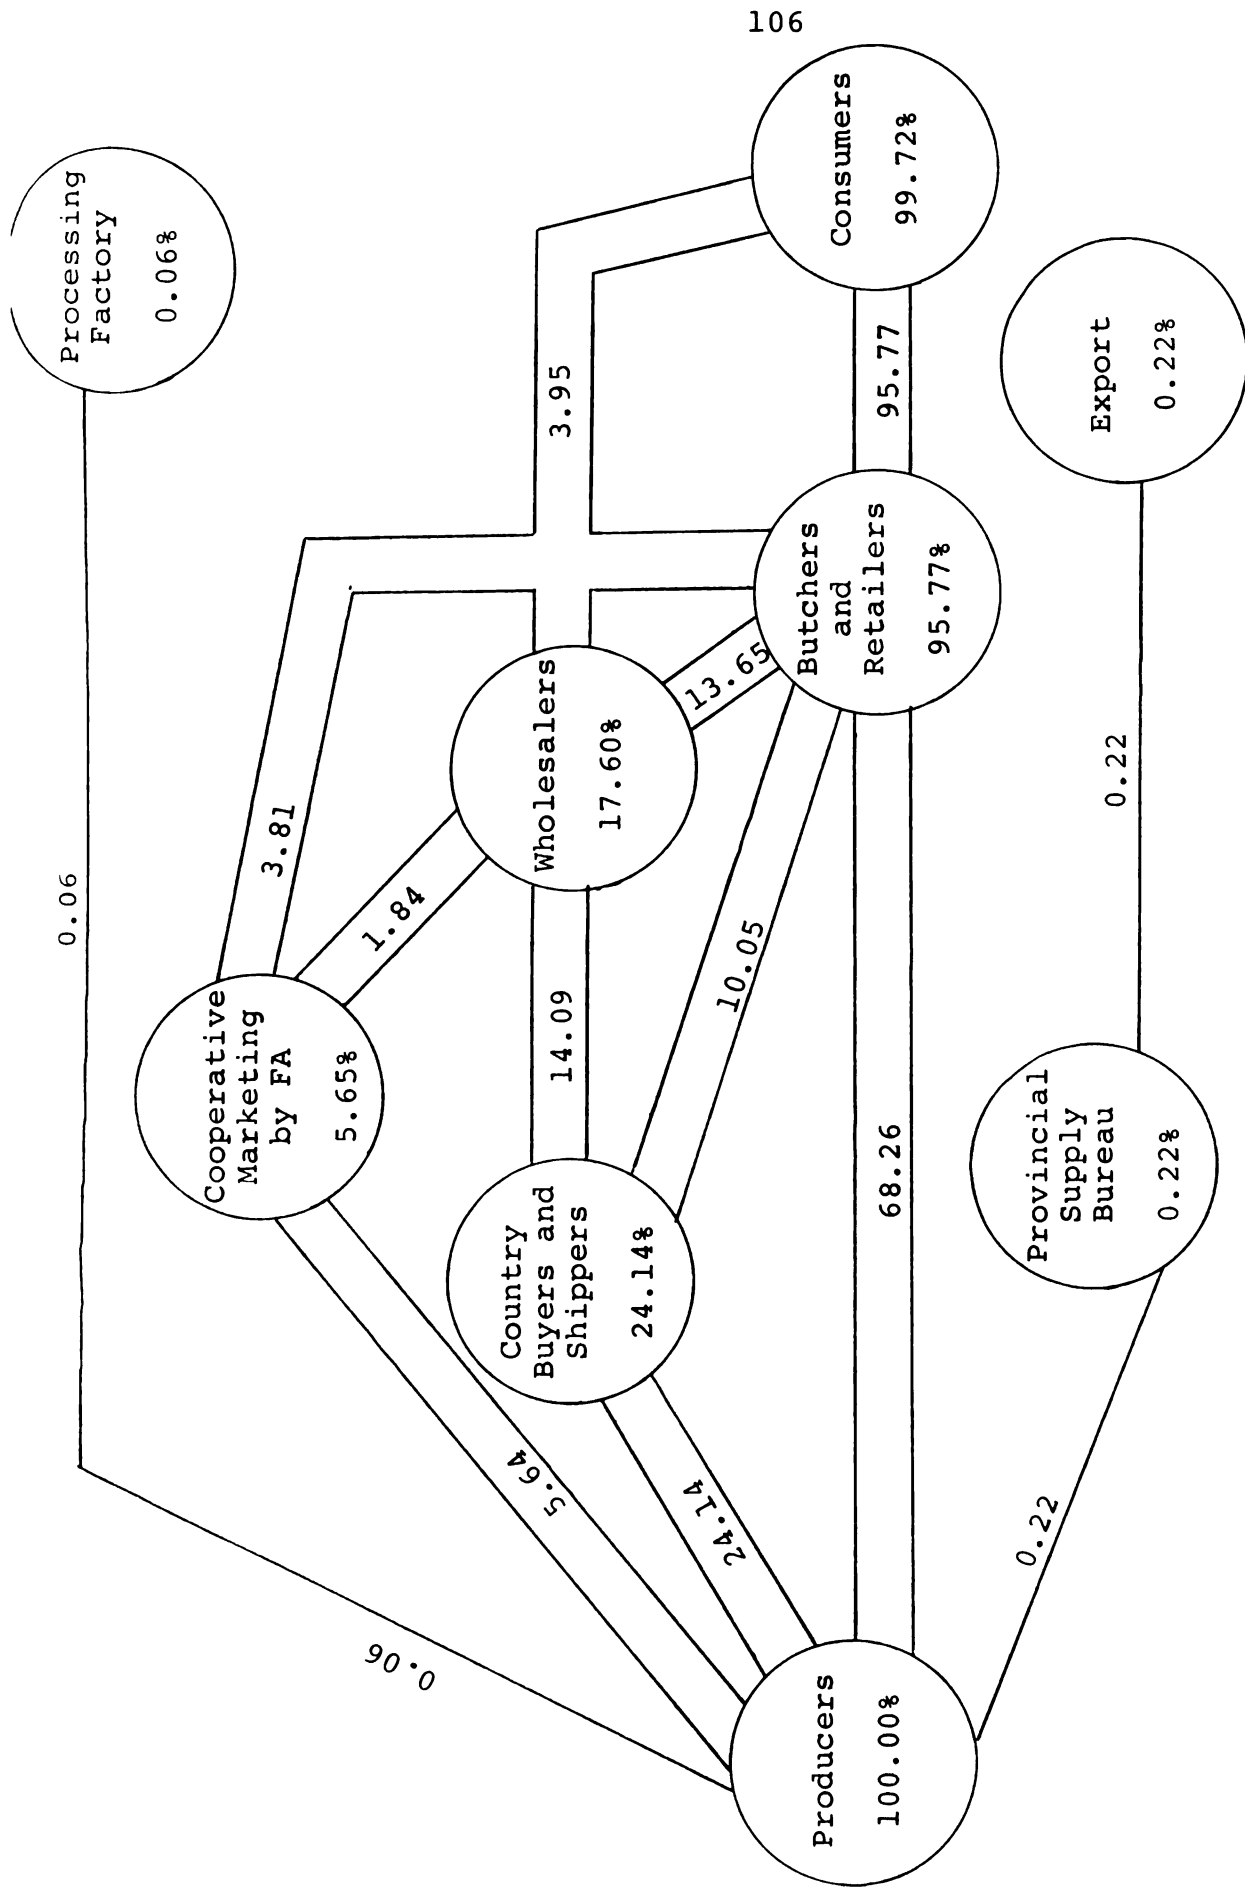 106
Processing
Factory
0.06%
0.06
0.06
Cooperative
Marketing
by FA
5.65%
3.81
1.84
5.64
Wholesalers
17.60%
3.95
13.65
14.09
Country
Buyers and
Shippers
24.14%
10.05
24.14
Consumers
99.72%
95.77
Butchers
and
Retailers
95.77%
68.26
Producers
100.00%
Export
0.22%
0.22
Provincial
Supply
Bureau
0.22%
0.22